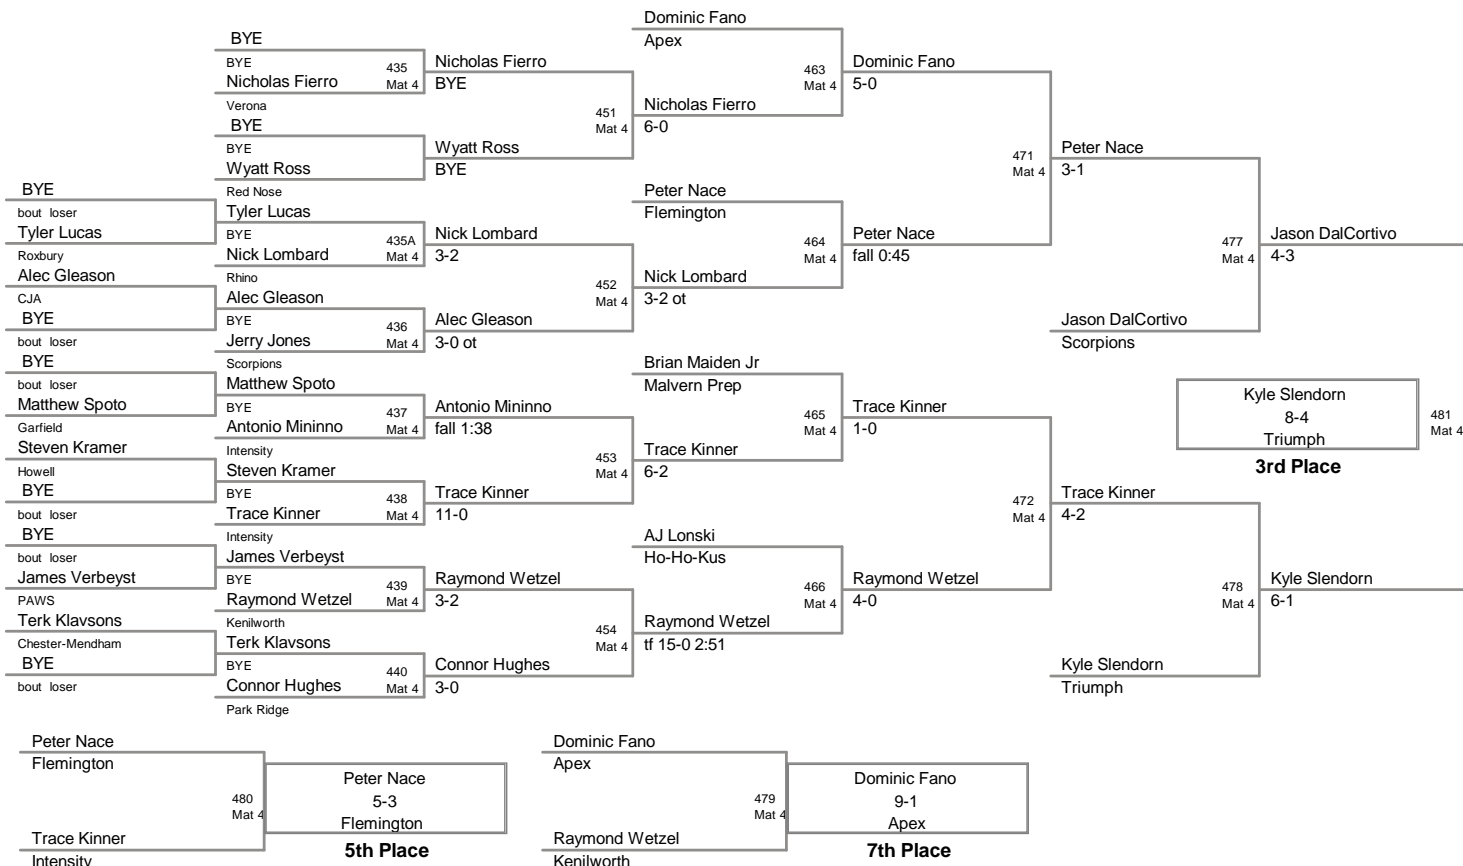 Dominic Fano
Apex
BYE
BYE
Nicholas Fierro
435
Mat 4
Nicholas Fierro
BYE
463
Mat 4
Dominic Fano
5-0
Verona
BYE
451
Mat 4
Nicholas Fierro
6-0
BYE
Wyatt Ross
Wyatt Ross
BYE
471
Mat 4
Peter Nace
3-1
BYE
bout loser
Tyler Lucas
Red Nose
Tyler Lucas
Peter Nace
Flemington
BYE
Nick Lombard
435A
Mat 4
Nick Lombard
3-2
464
Mat 4
Peter Nace
fall 0:45
477
Mat 4
Jason DalCortivo
4-3
Roxbury
Alec Gleason
Rhino
Alec Gleason
452
Mat 4
Nick Lombard
3-2 ot
CJA
BYE
bout loser
BYE
Jerry Jones
436
Mat 4
Alec Gleason
3-0 ot
Jason DalCortivo
Scorpions
BYE
bout loser
Matthew Spoto
Scorpions
Matthew Spoto
Brian Maiden Jr
Malvern Prep
BYE
Antonio Mininno
437
Mat 4
Antonio Mininno
fall 1:38
465
Mat 4
Trace Kinner
1-0
Kyle Slendorn
8-4
Triumph
481
Mat 4
3rd Place
Garfield
Steven Kramer
Intensity
Steven Kramer
453
Mat 4
Trace Kinner
6-2
Howell
BYE
bout loser
BYE
Trace Kinner
438
Mat 4
Trace Kinner
11-0
472
Mat 4
Trace Kinner
4-2
BYE
bout loser
James Verbeyst
Intensity
James Verbeyst
AJ Lonski
Ho-Ho-Kus
BYE
Raymond Wetzel
439
Mat 4
Raymond Wetzel
3-2
466
Mat 4
Raymond Wetzel
4-0
478
Mat 4
Kyle Slendorn
6-1
PAWS
Terk Klavsons
Kenilworth
Terk Klavsons
454
Mat 4
Raymond Wetzel
tf 15-0 2:51
Chester-Mendham
BYE
bout loser
BYE
Connor Hughes
440
Mat 4
Connor Hughes
3-0
Kyle Slendorn
Triumph
Park Ridge
Peter Nace
Flemington
480
Mat 4
Peter Nace
5-3
Flemington
Trace Kinner
Intensity
5th Place
Dominic Fano
Apex
479
Mat 4
Dominic Fano
9-1
Apex
Raymond Wetzel
Kenilworth
7th Place